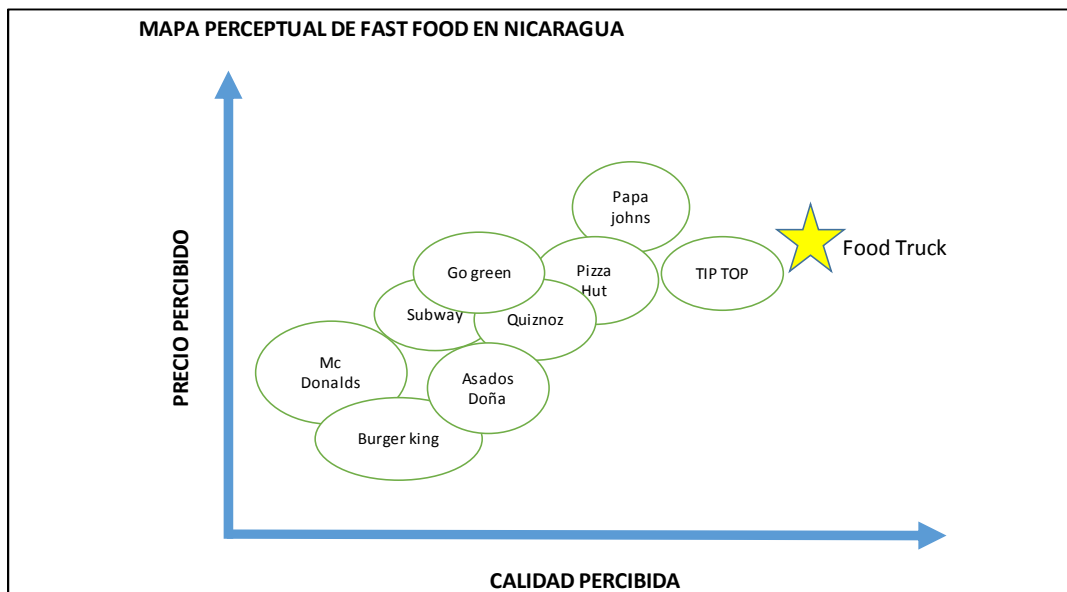 MAPA PERCEPTUAL DE FAST FOOD EN NICARAGUA
PRECIO PERCIBIDO
Papa
johns
Food Truck
Go green
Pizza
Hut
TIP TOP
Subway
Quiznoz
Mc
Donalds
Asados
Doña
Burger king
CALIDAD PERCIBIDA